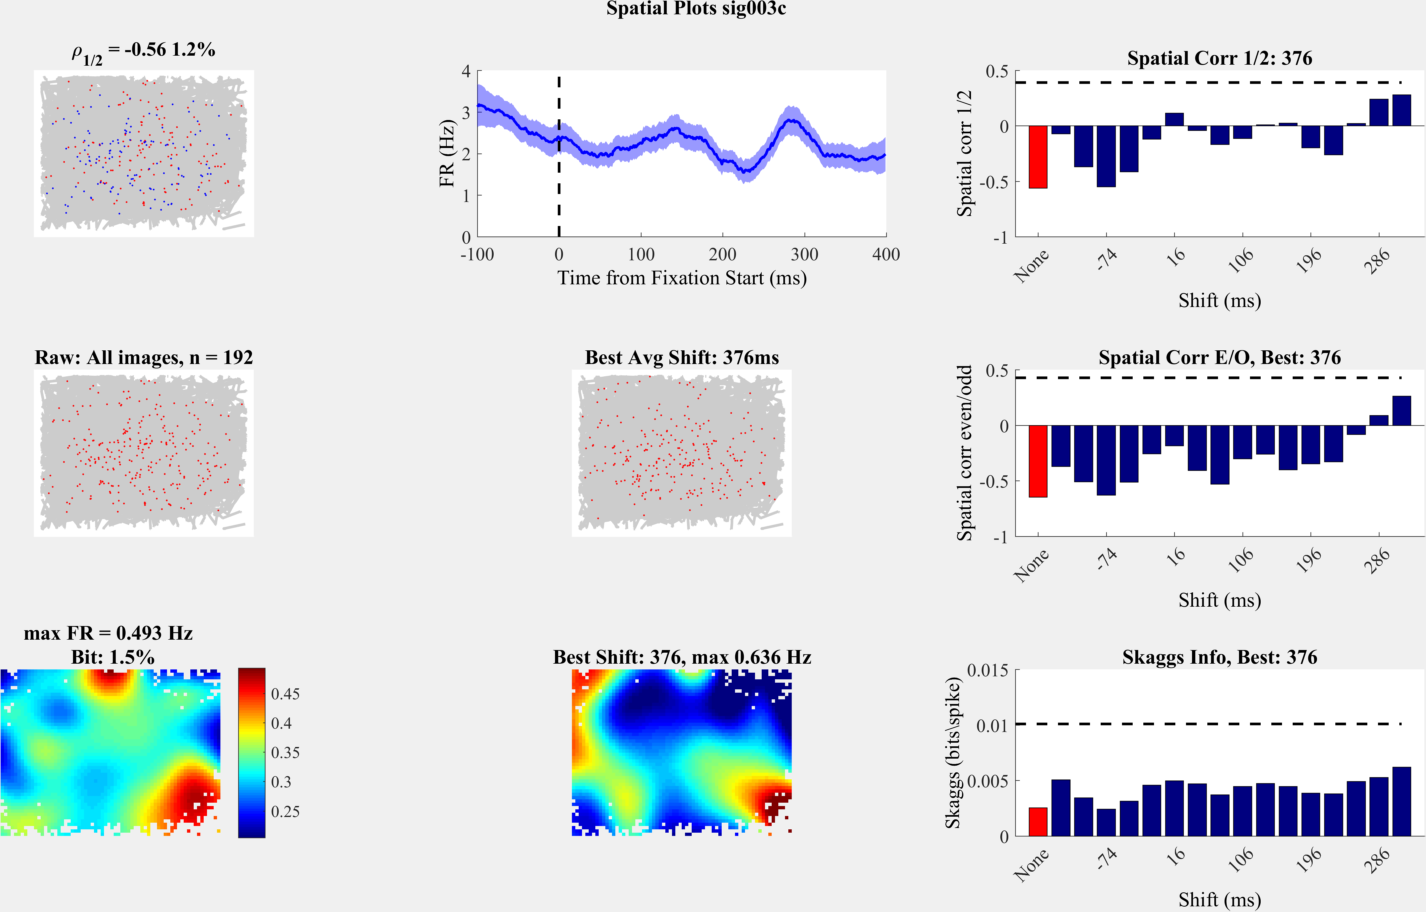 Spatial Plots sig003c
ρ1/2 = -0.56 1.2%
4
3
2
1
0
FR (Hz)
-100
0
100
200
300
400
Time from Fixation Start (ms)
Spatial Corr 1/2: 376
0.5
0
-0.5
-1
Spatial corr 1/2
None
-74
16
106
196
286
Shift (ms)
Raw: All images, n = 192
Best Avg Shift: 376ms
Spatial Corr E/O, Best: 376
0.5
0
-0.5
-1
Spatial corr even/odd
None
-74
16
106
196
286
Shift (ms)
max FR = 0.493 Hz
Bit: 1.5%
0.45
0.4
0.35
0.3
0.25
Best Shift: 376, max 0.636 Hz
Skaggs Info, Best: 376
0.015
0.01
0.005
0
Skaggs (bits\spike)
None
-74
16
106
196
286
Shift (ms)